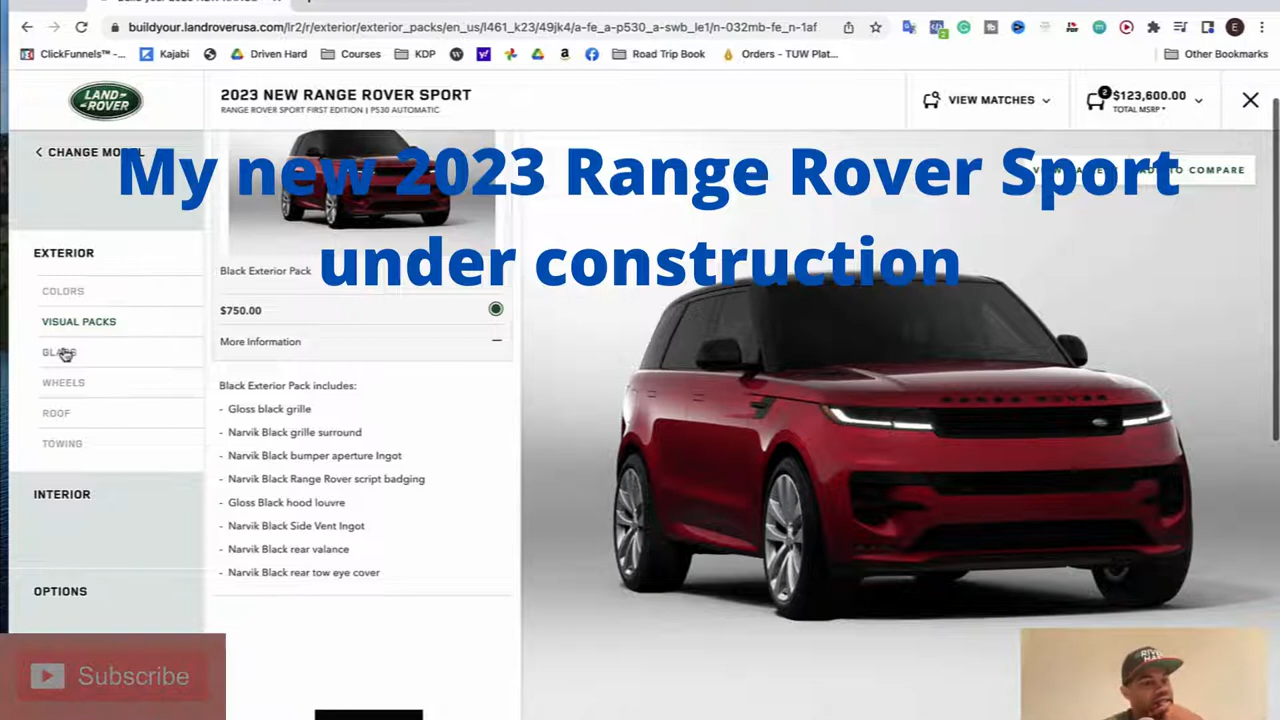 buildyour.landroverusa.com/lr2/r/exterior/exterior_packs/en_us/l461_k23/49jk4/a-fe_a-p530_a-swb_le1/n-032mb-fe_n-1af
E
ClickFunnels™-...
Kajabi
Driven Hard
Courses
KDP
Road Trip Book
Orders - TUW Plat...
Other Bookmarks
LAND-
ROVER
2023 NEW RANGE ROVER SPORT
RANGE ROVER SPORT FIRST EDITION | P530 AUTOMATIC
VIEW MATCHES
2
$123,600.00
TOTAL MSRP *
CHANGE MODEL
TO COMPARE
My new 2023 Range Rover Sport
under construction
EXTERIOR
COLORS
VISUAL PACKS
GLASS
WHEELS
ROOF
TOWING
INTERIOR
OPTIONS
Black Exterior Pack
$750.00
More Information
Black Exterior Pack includes:
- Gloss black grille
- Narvik Black grille surround
- Narvik Black bumper aperture Ingot
- Narvik Black Range Rover script badging
- Gloss Black hood louvre
- Narvik Black Side Vent Ingot
- Narvik Black rear valance
- Narvik Black rear tow eye cover
RANGE ROVER
Subscribe